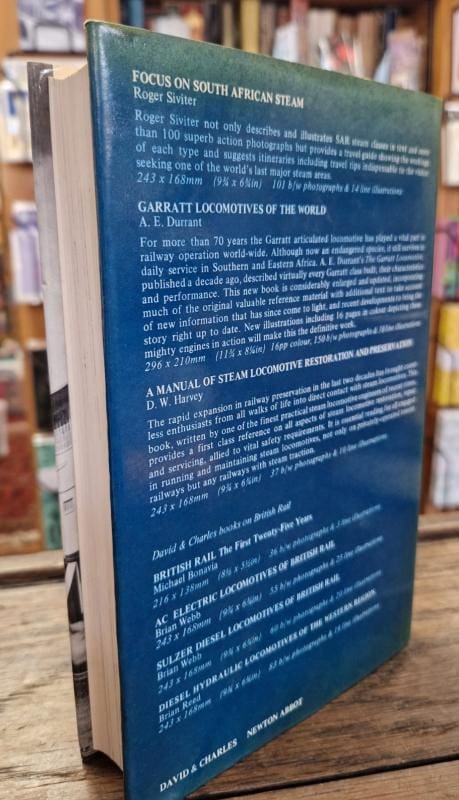 FOCUS ON SOUTH AFRICAN STEAM
Roger Siviter
Roger Siviter not only describes and illustrates SAR steam classes in text and more
than 100 superb action photographs but provides a travel guide showing the workings
of each type and suggests itineraries including travel tips indispensable to the visitor
seeking one of the world's last major steam areas.
243 x 168mm (9⅝ x 6⅝in) 101 b/w photographs & 14 line illustrations
GARRATT LOCOMOTIVES OF THE WORLD
A. E. Durrant
For more than 70 years the Garratt articulated locomotive has played a vital part in
railway operation world-wide. Although now an endangered species, it still survives in
daily service in Southern and Eastern Africa. A. E. Durrant's The Garratt Locomotive,
published a decade ago, described virtually every Garratt class built, their characteristics
and performance. This new book is considerably enlarged and updated, incorporating
much of the original valuable reference material with additional text to take account
of new information that has since come to light, and recent developments to bring the
story right up to date. New illustrations including 16 pages in colour depicting these
mighty engines in action will make this the definitive work.
296 x 210mm (11¾ x 8¼in) 16pp colour, 150 b/w photographs & 18 line illustrations
A MANUAL OF STEAM LOCOMOTIVE RESTORATION AND PRESERVATION
D. W. Harvey
The rapid expansion in railway preservation in the last two decades has brought count-
less enthusiasts from all walks of life into direct contact with steam locomotives. This
book, written by one of the finest practical steam locomotive engineers of recent times,
provides a first class reference on all aspects of steam locomotive restoration, repair
and servicing, allied to vital safety requirements. It is essential reading for all engaged
in running and maintaining steam locomotives, not only on privately-operated
railways but any railways with steam traction.
243 x 168mm (9⅝ x 6⅝in) 37 b/w photographs & 10 line illustrations
David & Charles books on British Rail
BRITISH RAIL The First Twenty-Five Years
Michael Bonavia
216 x 138mm (8½ x 5½in) 36 b/w photographs & 3 line illustrations
AC ELECTRIC LOCOMOTIVES OF BRITISH RAIL
Brian Webb
243 x 168mm (9⅝ x 6⅝in) 55 b/w photographs & 25 line illustrations
SULZER DIESEL LOCOMOTIVES OF BRITISH RAIL
Brian Webb
243 x 168mm (9⅝ x 6⅝in) 60 b/w photographs & 20 line illustrations
DIESEL HYDRAULIC LOCOMOTIVES OF THE WESTERN REGION
Brian Reed
243 x 168mm (9⅝ x 6⅝in) 83 b/w photographs & 18 line illustrations
DAVID & CHARLES NEWTON ABBOT